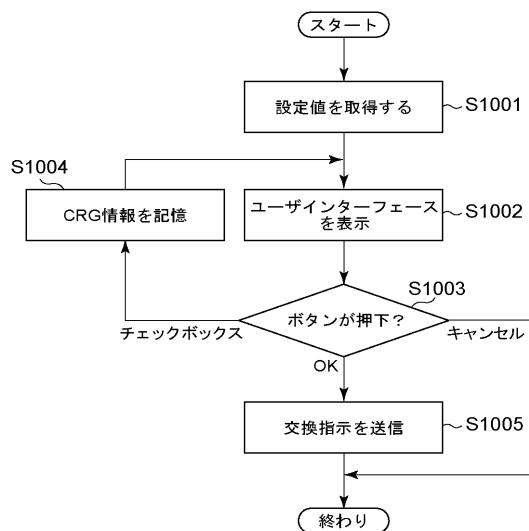 スタート
設定値を取得する
S1001
S1004
CRG情報を記憶
ユーザインターフェース
を表示
S1002
S1003
ボタンが押下？
チェックボックス
キャンセル
OK
交換指示を送信
S1005
終わり